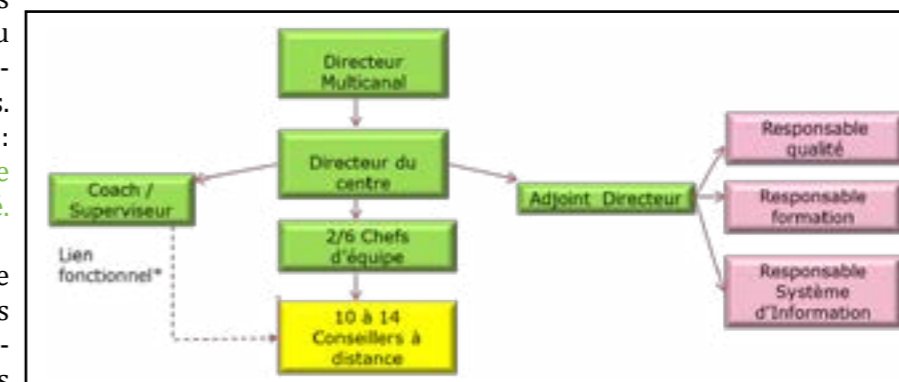 s
u
-
s.
:
e
é.
e
s
-
s
Directeur
Multicanal
Directeur du
centre
Coach /
Superviseur
Adjoint Directeur
Responsable
qualité
Responsable
formation
Responsable
Système
d'Information
2/6 Chefs
d'équipe
Lien
fonctionnel*
10 à 14
Conseillers à
distance